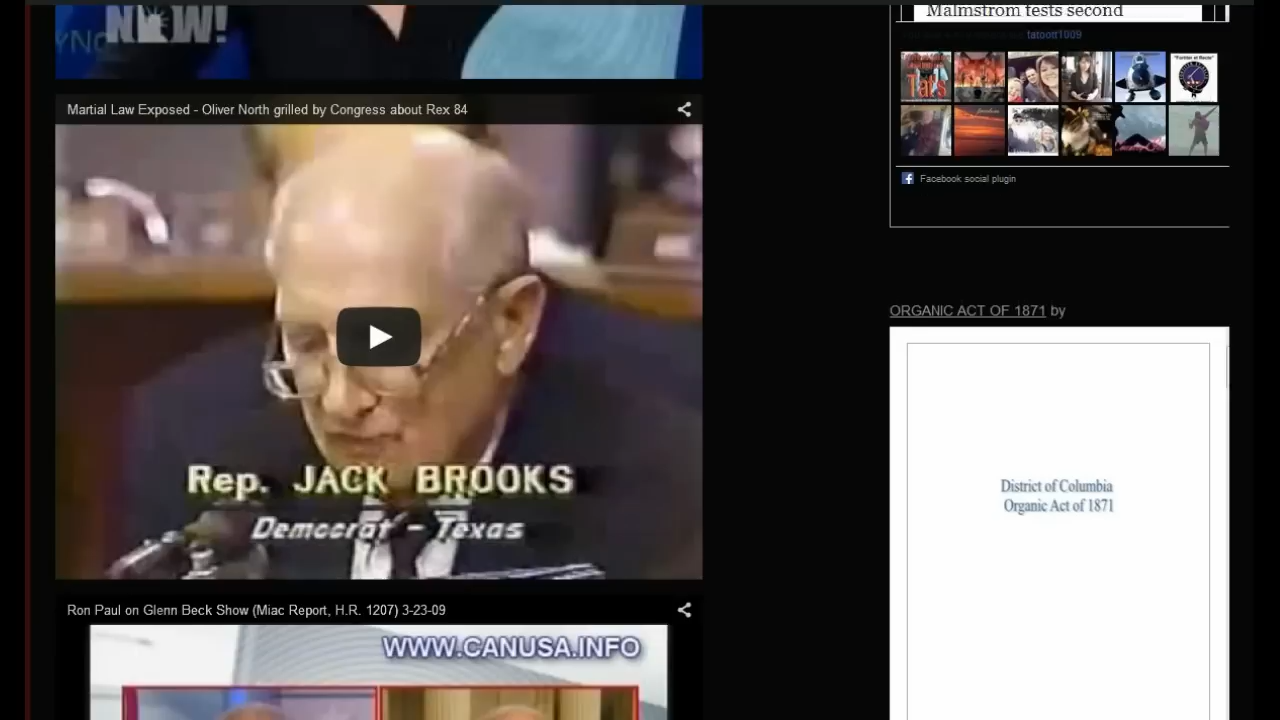 NOW!
Martial Law Exposed - Oliver North grilled by Congress about Rex 84
Rep. JACK BROOKS
Democrat - Texas
Ron Paul on Glenn Beck Show (Miac Report, H.R. 1207) 3-23-09
WWW.CANUSA.INFO
Malmstrom tests second
tatoott1009
Facebook social plugin
ORGANIC ACT OF 1871 by
District of Columbia
Organic Act of 1871